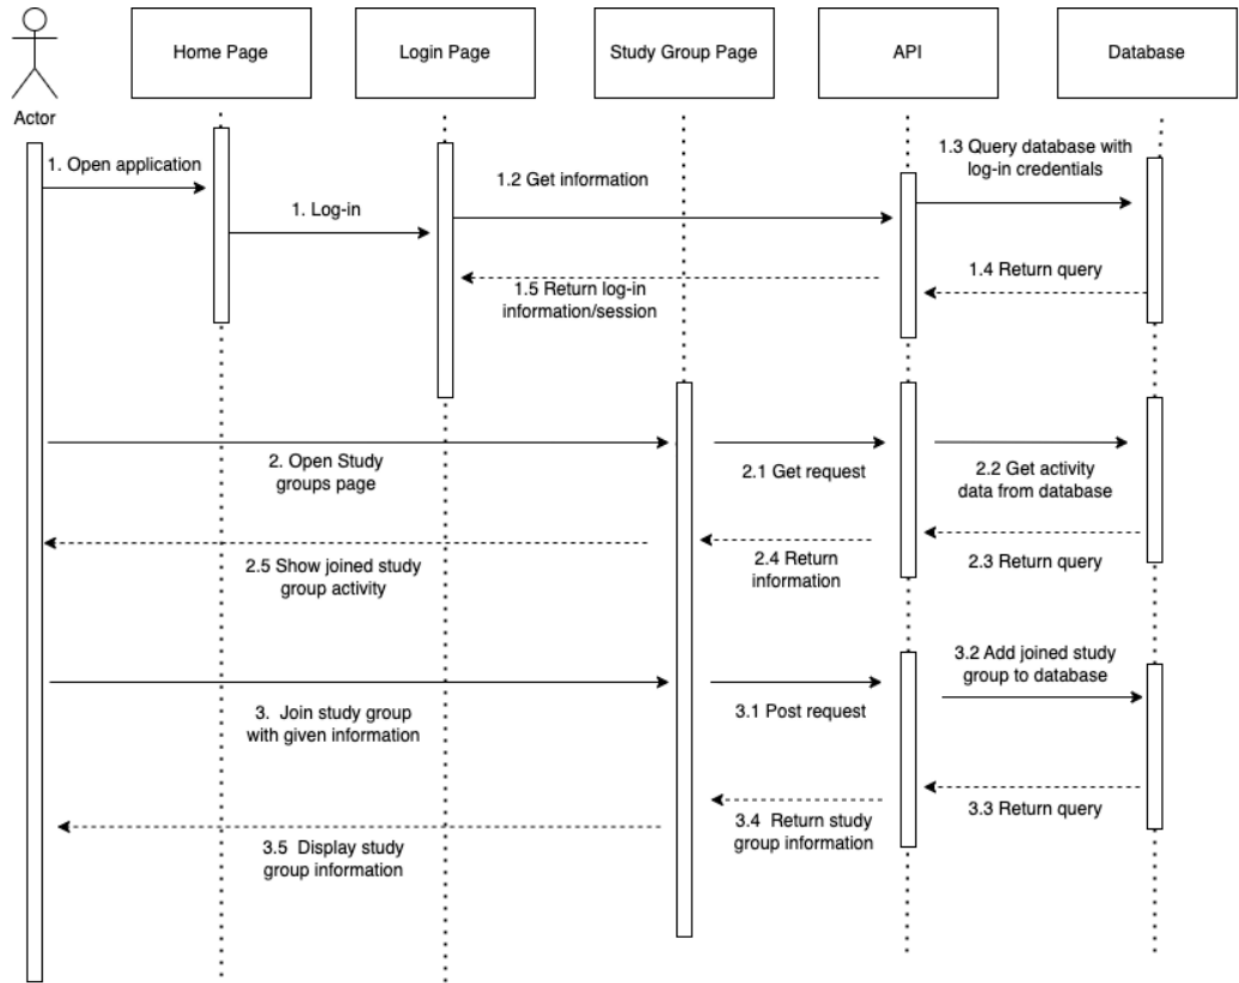 Home Page
Login Page
Study Group Page
API
Database
Actor
1. Open application
1. Log-in
1.2 Get information
1.3 Query database with
log-in credentials
1.4 Return query
1.5 Return log-in
information/session
2. Open Study
groups page
2.1 Get request
2.2 Get activity
data from database
2.3 Return query
2.4 Return
information
2.5 Show joined study
group activity
3. Join study group
with given information
3.1 Post request
3.2 Add joined study
group to database
3.3 Return query
3.4 Return study
group information
3.5 Display study
group information